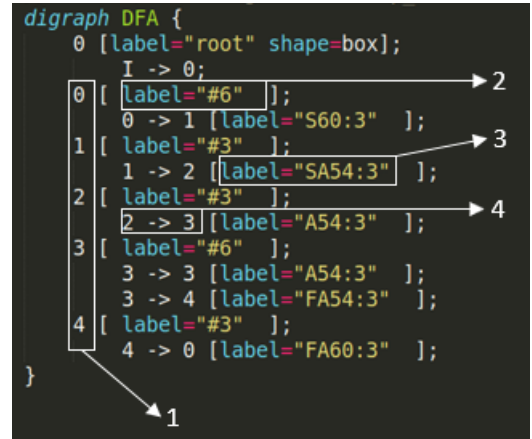 digraph DFA {
0 [label="root" shape=box];
I -> 0;
0 [ label="#6" ];
2
0 -> 1 [label="S60:3" ];
1 [ label="#3" ];
3
1 -> 2 [label="SA54:3" ];
2 [ label="#3" ];
4
2 -> 3 [label="A54:3" ];
3 [ label="#6" ];
3 -> 3 [label="A54:3" ];
3 -> 4 [label="FA54:3" ];
4 [ label="#3" ];
4 -> 0 [label="FA60:3" ];
}
1